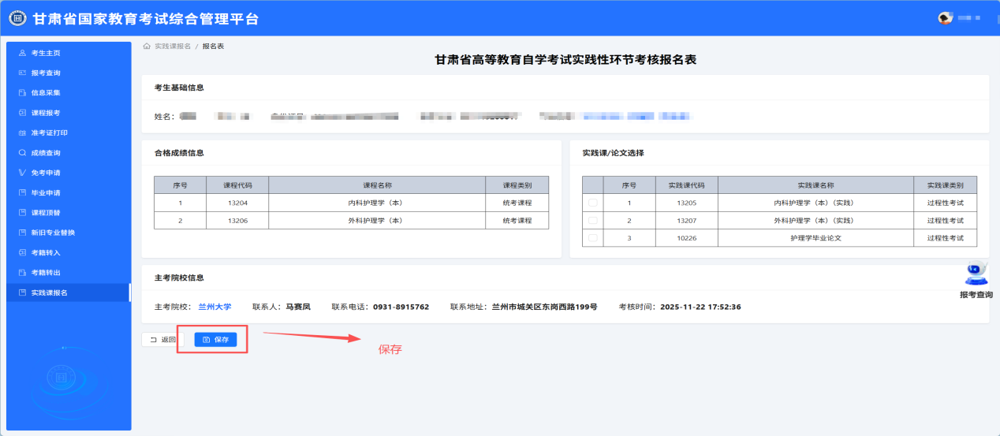 甘肃省国家教育考试综合管理平台
考生主页
报考查询
信息采集
课程报考
准考证打印
成绩查询
免考申请
毕业申请
课程顶替
新旧专业替换
考籍转入
考籍转出
实践课报名
实践课报名 / 报名表
甘肃省高等教育自学考试实践性环节考核报名表
考生基础信息
姓名：
合格成绩信息
序号 课程代码 课程名称 课程类别
1 13204 内科护理学（本） 统考课程
2 13206 外科护理学（本） 统考课程
实践课/论文选择
序号 实践课代码 实践课名称 实践课类别
1 13205 内科护理学（本）（实践） 过程性考试
2 13207 外科护理学（本）（实践） 过程性考试
3 10226 护理学毕业论文 过程性考试
主考院校信息
主考院校： 兰州大学 联系人：马赛凤 联系电话：0931-8915762 联系地址：兰州市城关区东岗西路199号 考核时间：2025-11-22 17:52:36
报考查询
返回 保存
保存